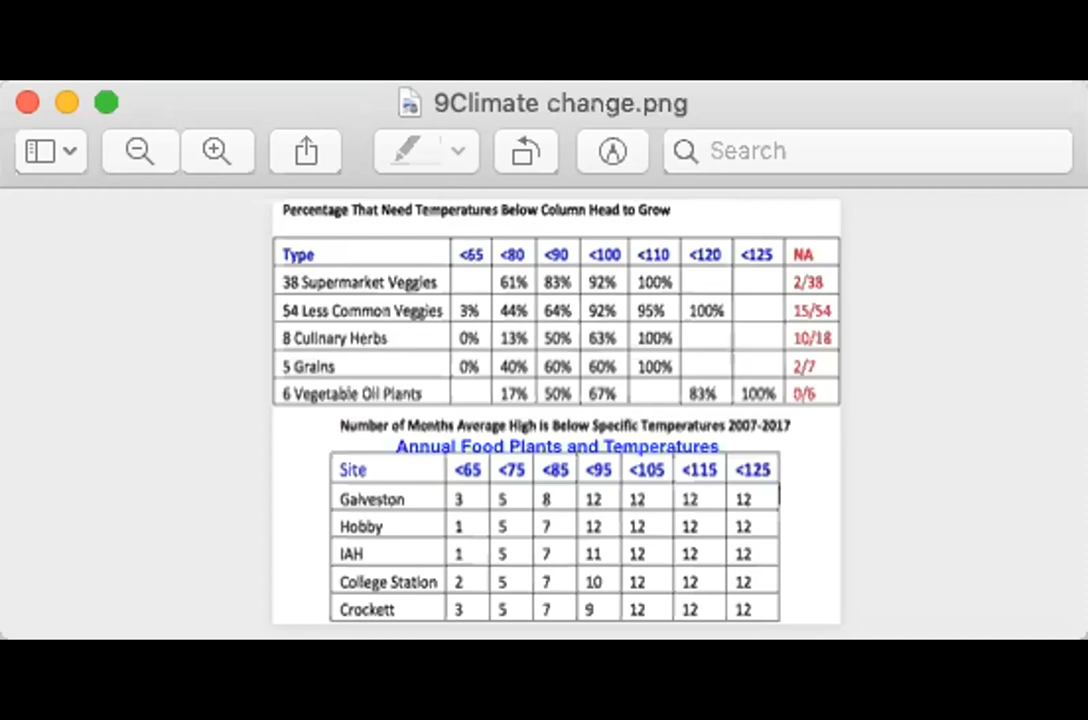 9Climate change.png
Search
Percentage That Need Temperatures Below Column Head to Grow
Type <65 <80 <90 <100 <110 <120 <125 NA
38 Supermarket Veggies 61% 83% 92% 100% 2/38
54 Less Common Veggies 3% 44% 64% 92% 95% 100% 15/54
8 Culinary Herbs 0% 13% 50% 63% 100% 10/18
5 Grains 0% 40% 60% 60% 100% 2/7
6 Vegetable Oil Plants 17% 50% 67% 83% 100% 0/6
Number of Months Average High is Below Specific Temperatures 2007-2017
Annual Food Plants and Temperatures
Site <65 <75 <85 <95 <105 <115 <125
Galveston 3 5 8 12 12 12 12
Hobby 1 5 7 12 12 12 12
IAH 1 5 7 11 12 12 12
College Station 2 5 7 10 12 12 12
Crockett 3 5 7 9 12 12 12